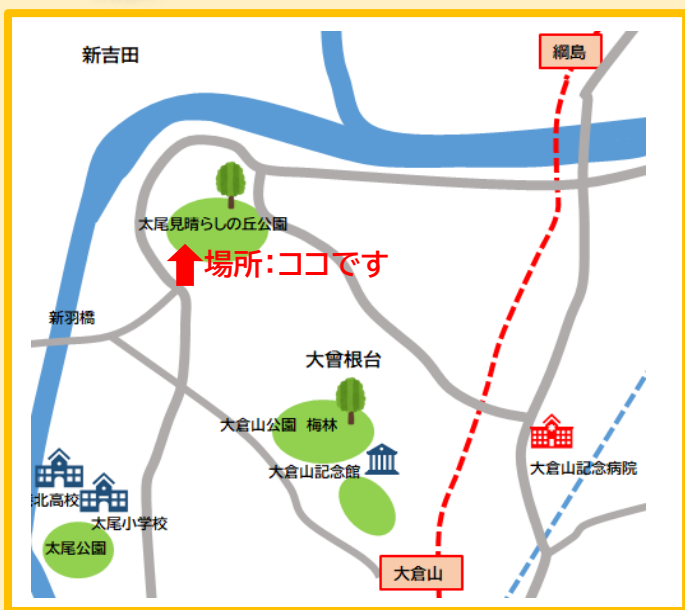 新吉田
綱島
太尾見晴らしの丘公園
場所:ココです
新羽橋
大曾根台
大倉山公園 梅林
大倉山記念館
大倉山記念病院
北高校
太尾小学校
太尾公園
大倉山